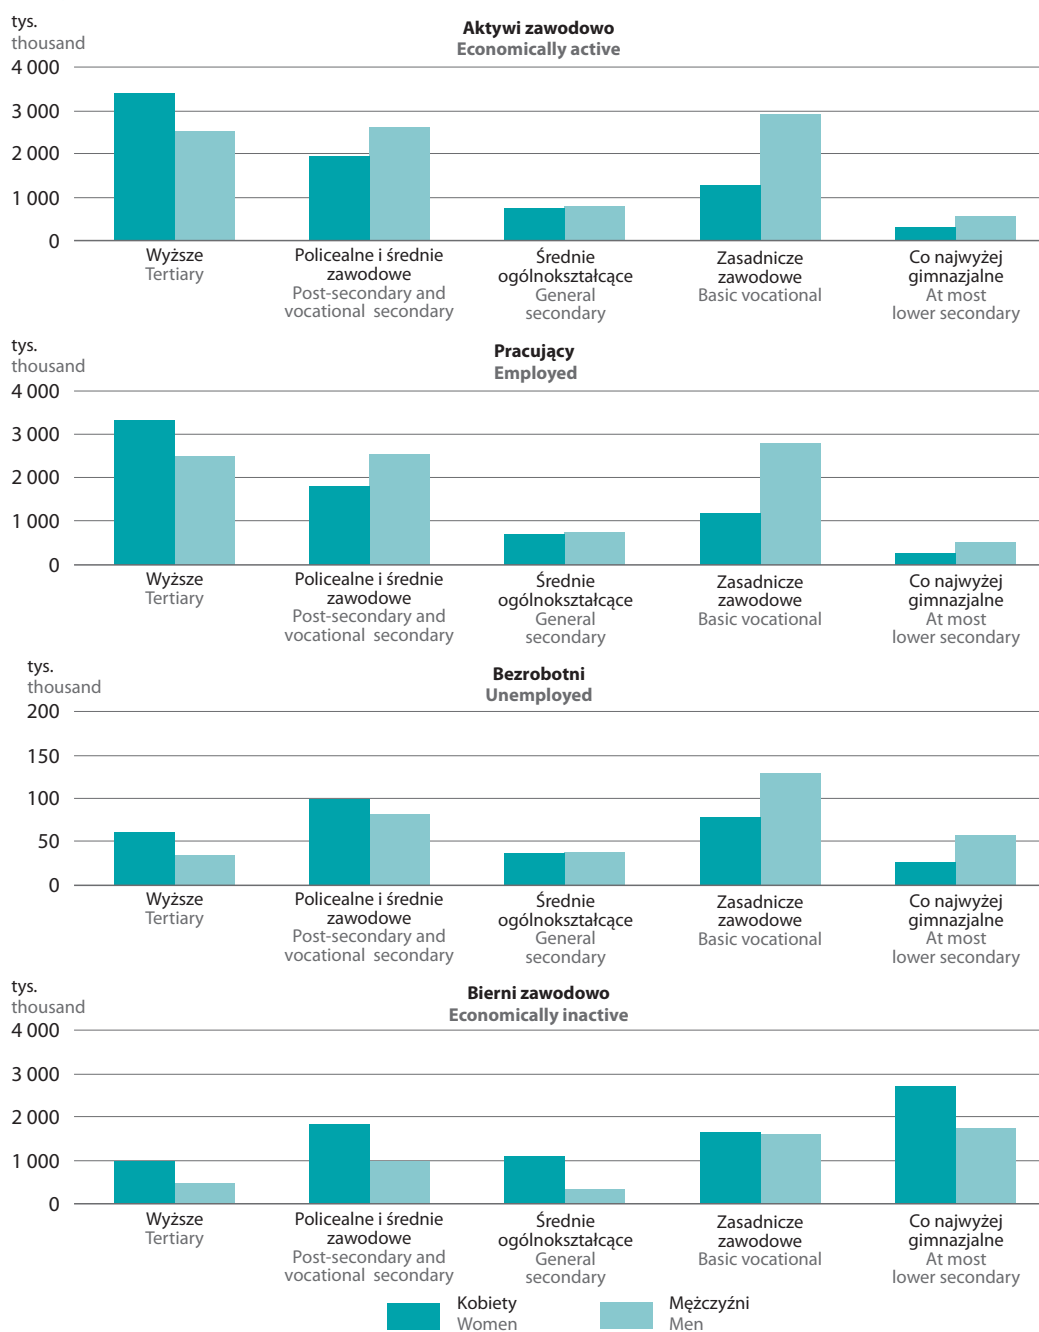 tys.
thousand
Aktywi zawodowo
Economically active
4 000
3 000
2 000
1 000
0
Wyższe
Tertiary
Policealne i średnie
zawodowe
Post-secondary and
vocational secondary
Średnie
ogólnokształcące
General
secondary
Zasadnicze
zawodowe
Basic vocational
Co najwyżej
gimnazjalne
At most
lower secondary
tys.
thousand
Pracujący
Employed
4 000
3 000
2 000
1 000
0
Wyższe
Tertiary
Policealne i średnie
zawodowe
Post-secondary and
vocational secondary
Średnie
ogólnokształcące
General
secondary
Zasadnicze
zawodowe
Basic vocational
Co najwyżej
gimnazjalne
At most
lower secondary
tys.
thousand
Bezrobotni
Unemployed
200
150
100
50
0
Wyższe
Tertiary
Policealne i średnie
zawodowe
Post-secondary and
vocational secondary
Średnie
ogólnokształcące
General
secondary
Zasadnicze
zawodowe
Basic vocational
Co najwyżej
gimnazjalne
At most
lower secondary
tys.
thousand
Bierni zawodowo
Economically inactive
4 000
3 000
2 000
1 000
0
Wyższe
Tertiary
Policealne i średnie
zawodowe
Post-secondary and
vocational secondary
Średnie
ogólnokształcące
General
secondary
Zasadnicze
zawodowe
Basic vocational
Co najwyżej
gimnazjalne
At most
lower secondary
Kobiety
Women
Mężczyźni
Men